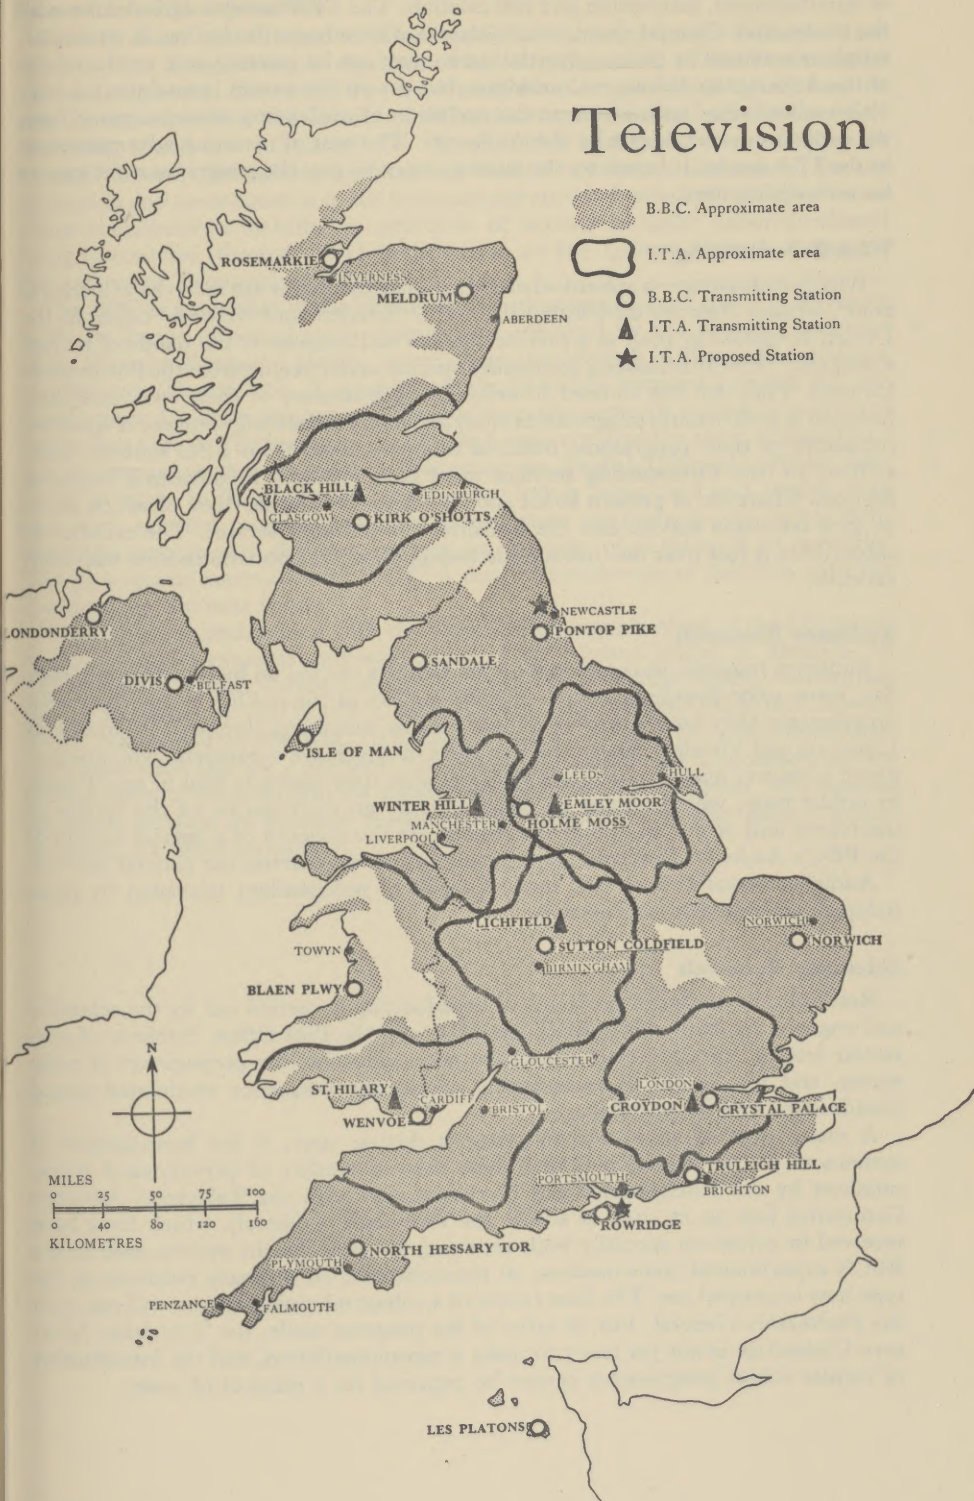 Television
B.B.C. Approximate area
I.T.A. Approximate area
B.B.C. Transmitting Station
I.T.A. Transmitting Station
I.T.A. Proposed Station
ROSEMARKIE
INVERNESS
MELDRUM
ABERDEEN
BLACK HILL
EDINBURGH
GLASGOW
KIRK O'SHOTTS
NEWCASTLE
PONTOP PIKE
LONDONDERRY
SANDALE
DIVIS
BELFAST
ISLE OF MAN
LEEDS
HULL
WINTER HILL
EMLEY MOOR
MANCHESTER
HOLME MOSS
LIVERPOOL
LICHFIELD
NORWICH
NORWICH
SUTTON COLDFIELD
TOWYN
BIRMINGHAM
BLAEN PLWY
N
GLOUCESTER
ST. HILARY
LONDON
CARDIFF
CROYDON
CRYSTAL PALACE
BRISTOL
WENVOE
TRULEIGH HILL
PORTSMOUTH
BRIGHTON
MILES
0 25 50 75 100
0 40 80 120 160
KILOMETRES
ROWRIDGE
NORTH HESSARY TOR
PLYMOUTH
PENZANCE
FALMOUTH
LES PLATONS